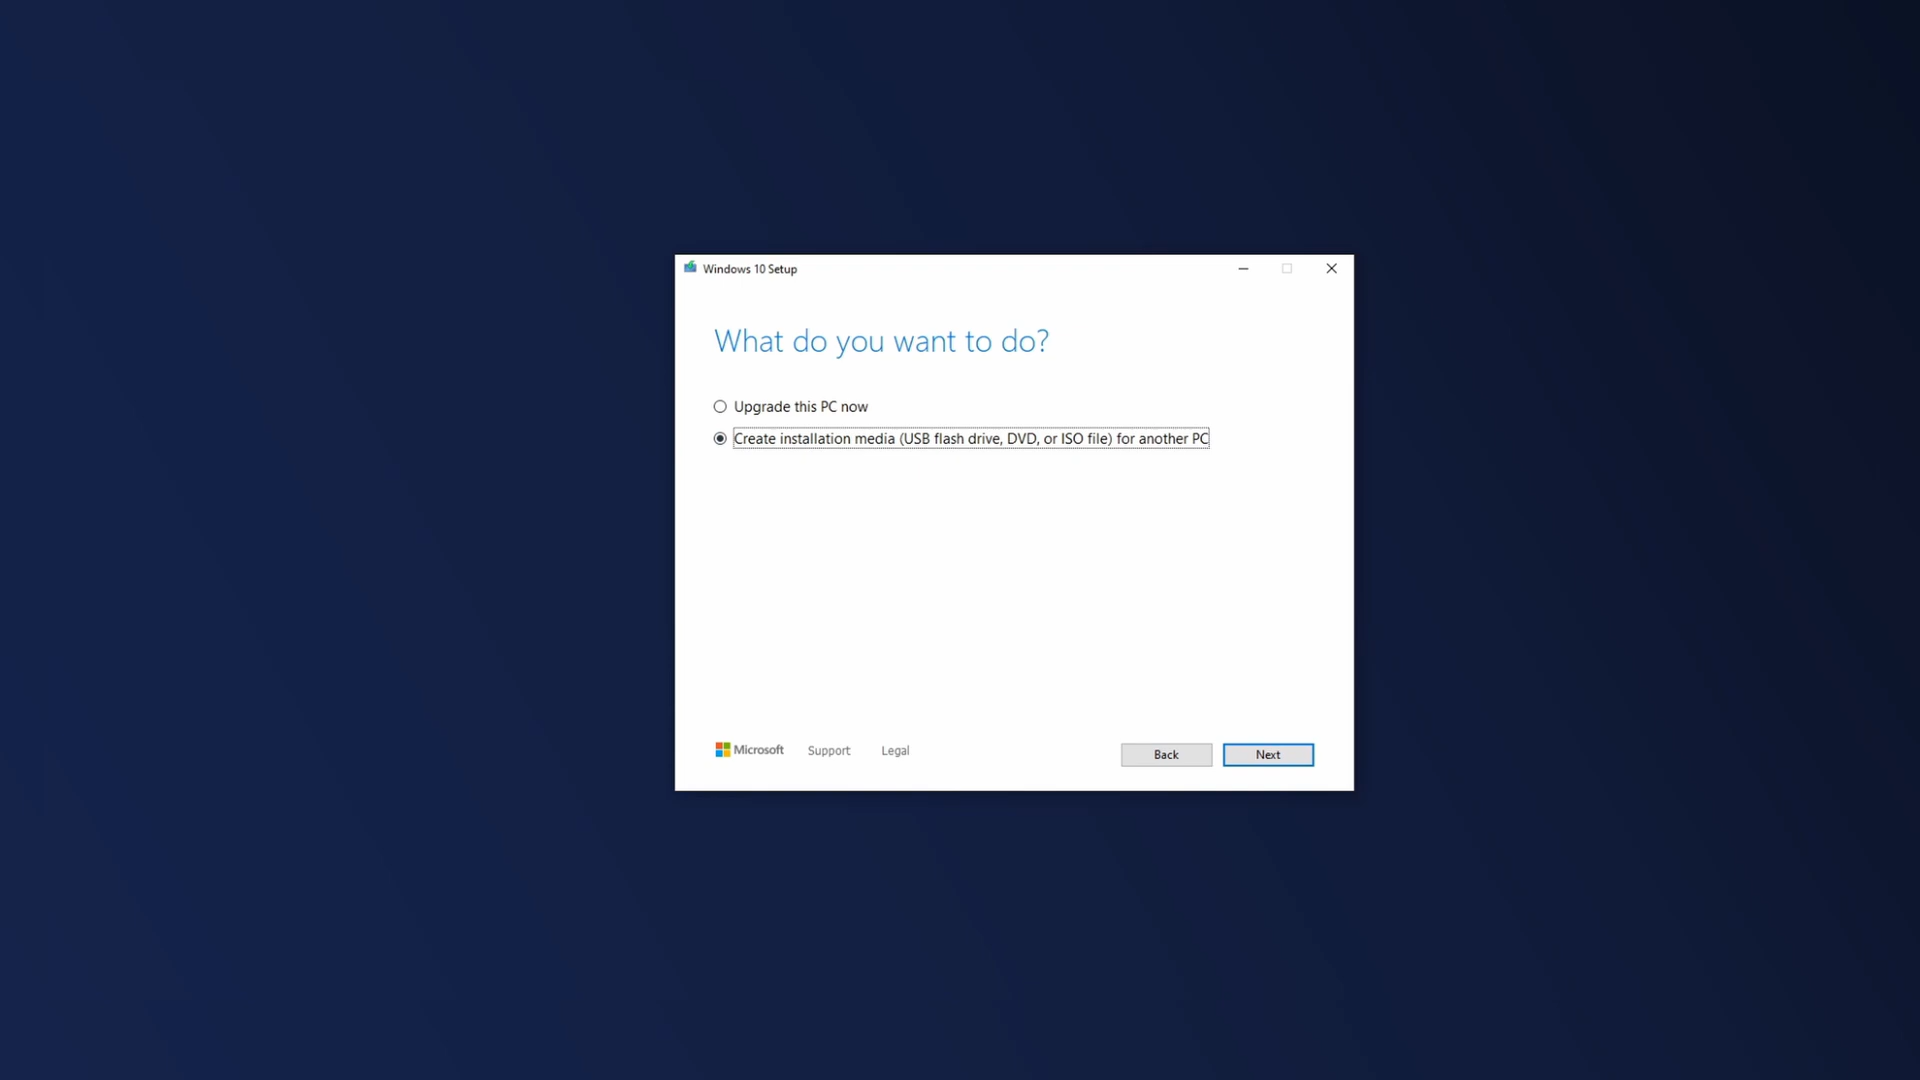 Windows 10 Setup
What do you want to do?
Upgrade this PC now
Create installation media (USB flash drive, DVD, or ISO file) for another PC
Microsoft Support Legal Back Next